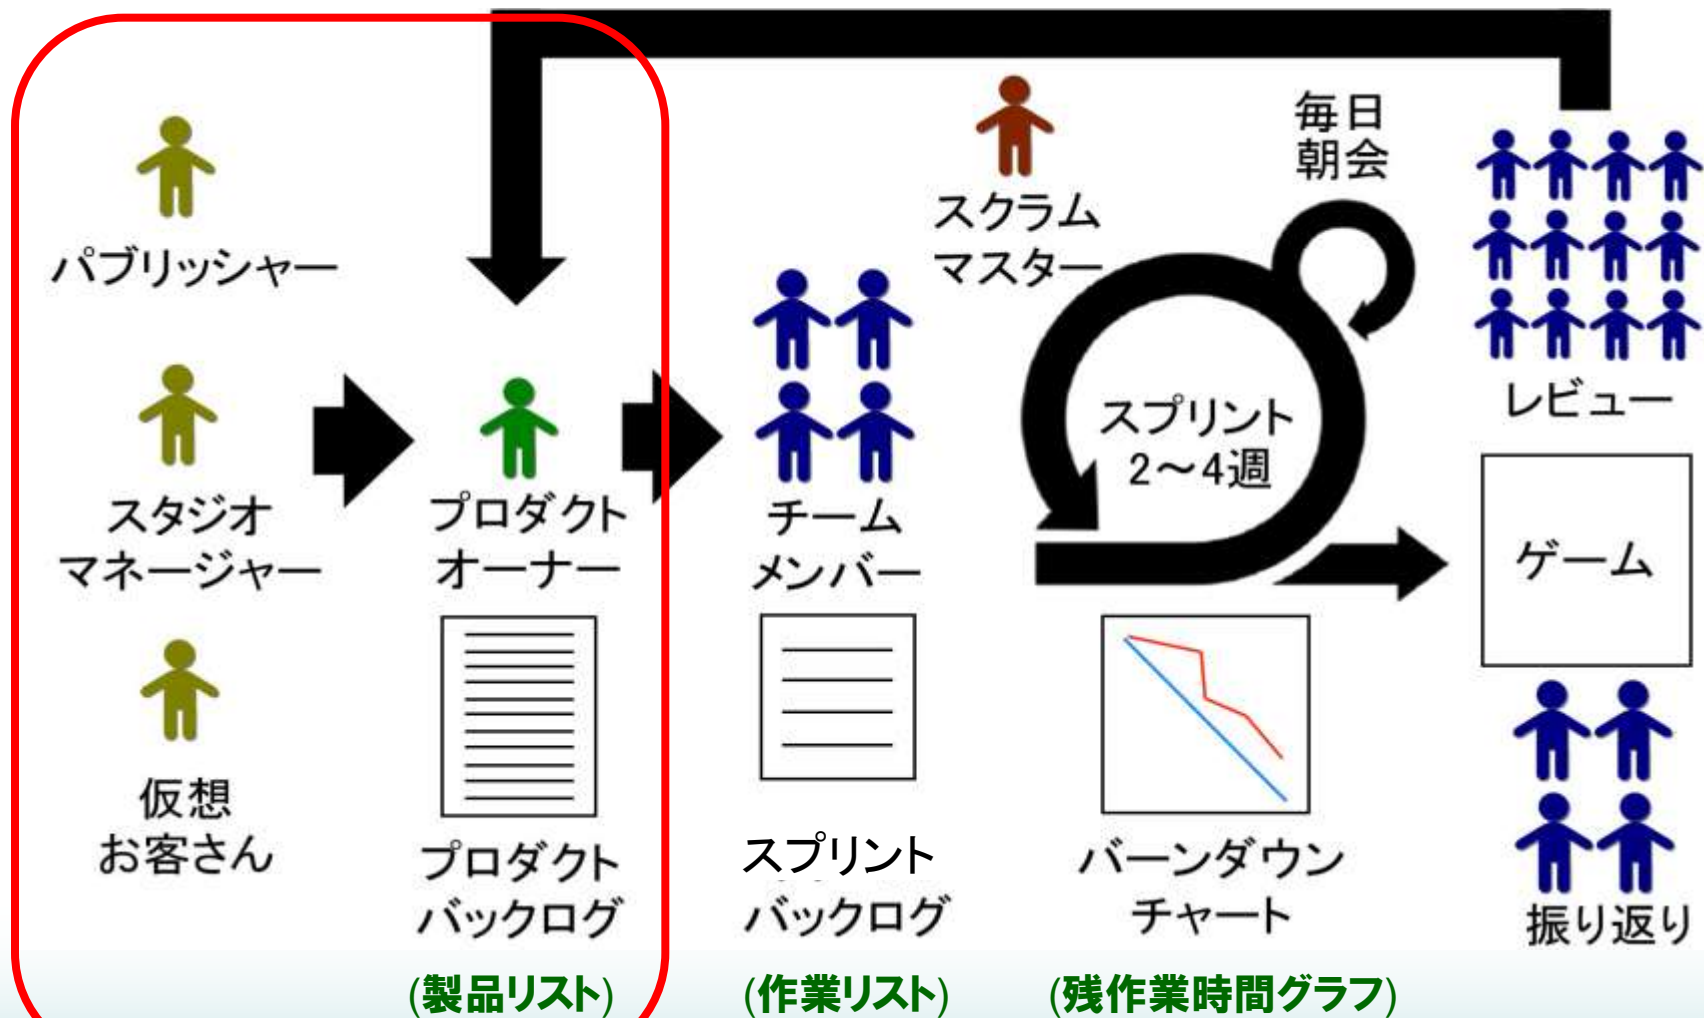 パブリッシャー
スタジオ
マネージャー
仮想
お客さん
プロダクト
オーナー
プロダクト
バックログ
(製品リスト)
チーム
メンバー
スプリント
バックログ
(作業リスト)
スクラム
マスター
毎日
朝会
スプリント
2～4週
バーンダウン
チャート
(残作業時間グラフ)
レビュー
ゲーム
振り返り